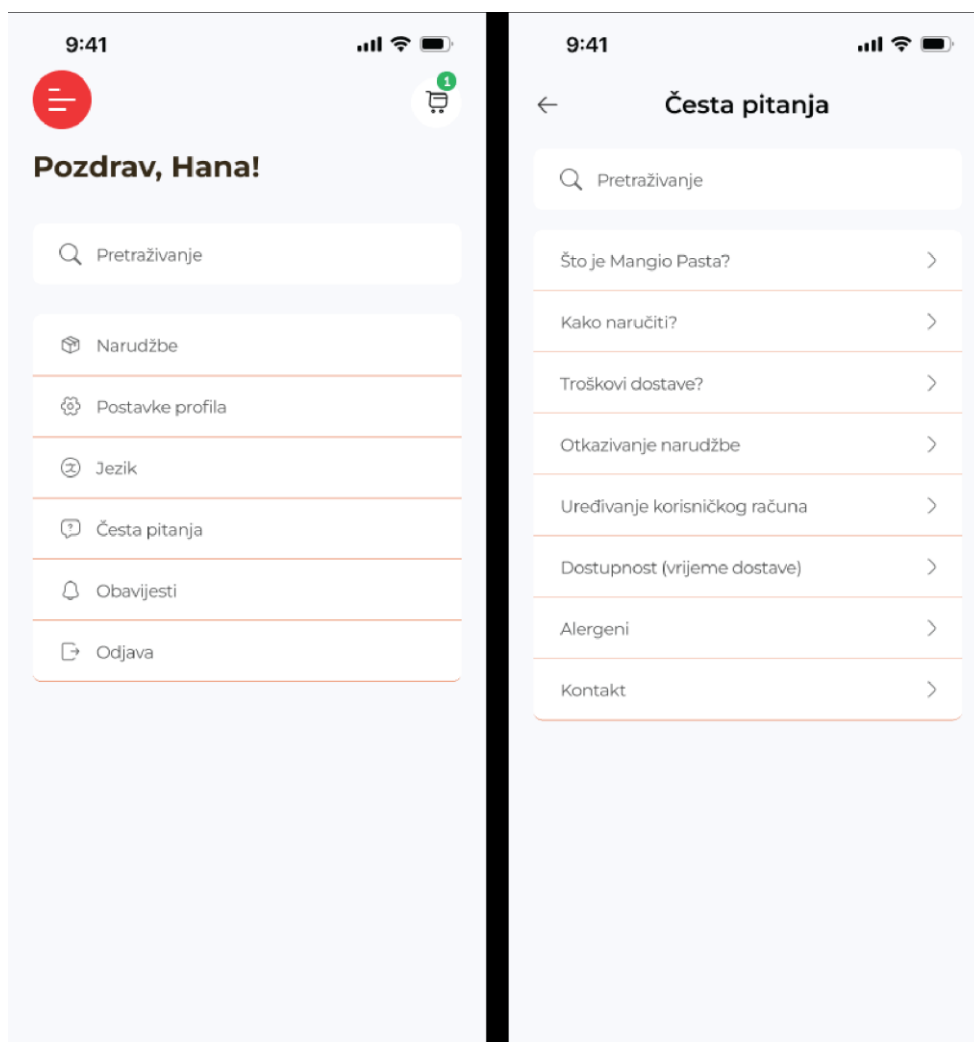 9:41
1
Pozdrav, Hana!
Pretraživanje
Narudžbe
Postavke profila
Jezik
Česta pitanja
Obavijesti
Odjava
9:41
Česta pitanja
Pretraživanje
Što je Mangio Pasta?
Kako naručiti?
Troškovi dostave?
Otkazivanje narudžbe
Uređivanje korisničkog računa
Dostupnost (vrijeme dostave)
Alergeni
Kontakt